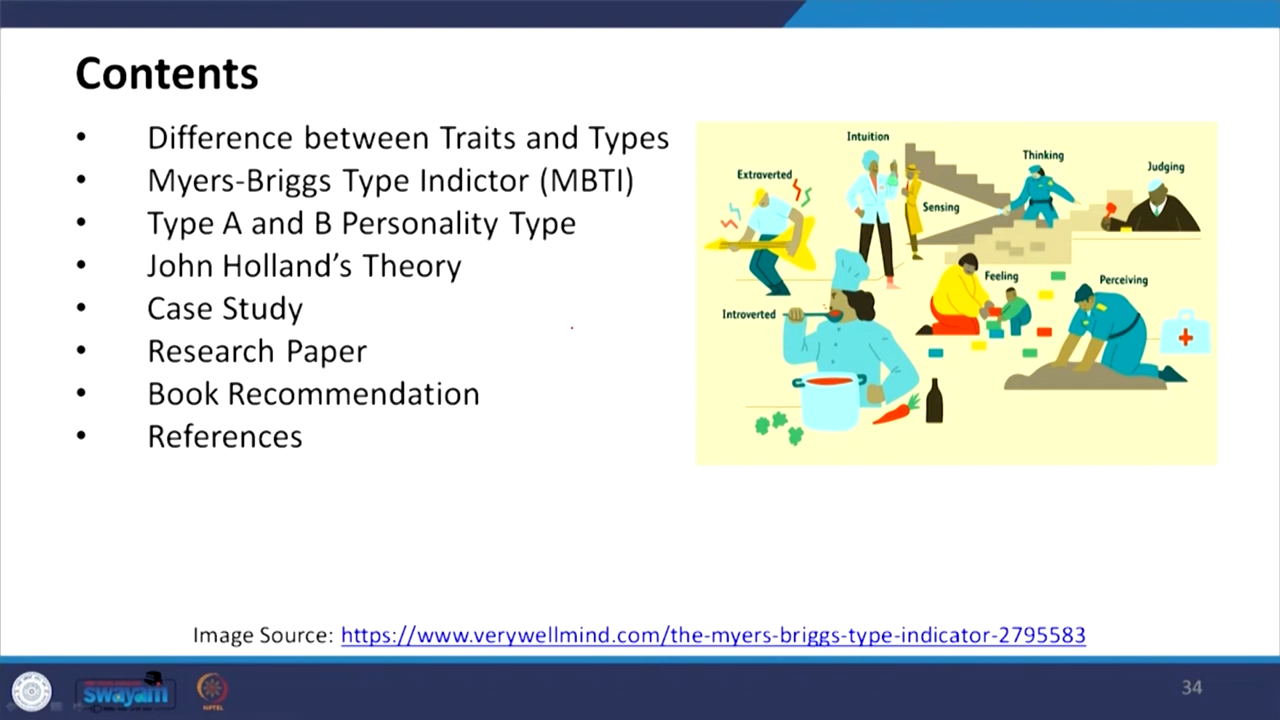 Contents
• Difference between Traits and Types
• Myers-Briggs Type Indictor (MBTI)
• Type A and B Personality Type
• John Holland’s Theory
• Case Study
• Research Paper
• Book Recommendation
• References
Intuition
Thinking
Judging
Extraverted
Sensing
Feeling
Perceiving
Introverted
Image Source: https://www.verywellmind.com/the-myers-briggs-type-indicator-2795583
swayam
NPTEL
34